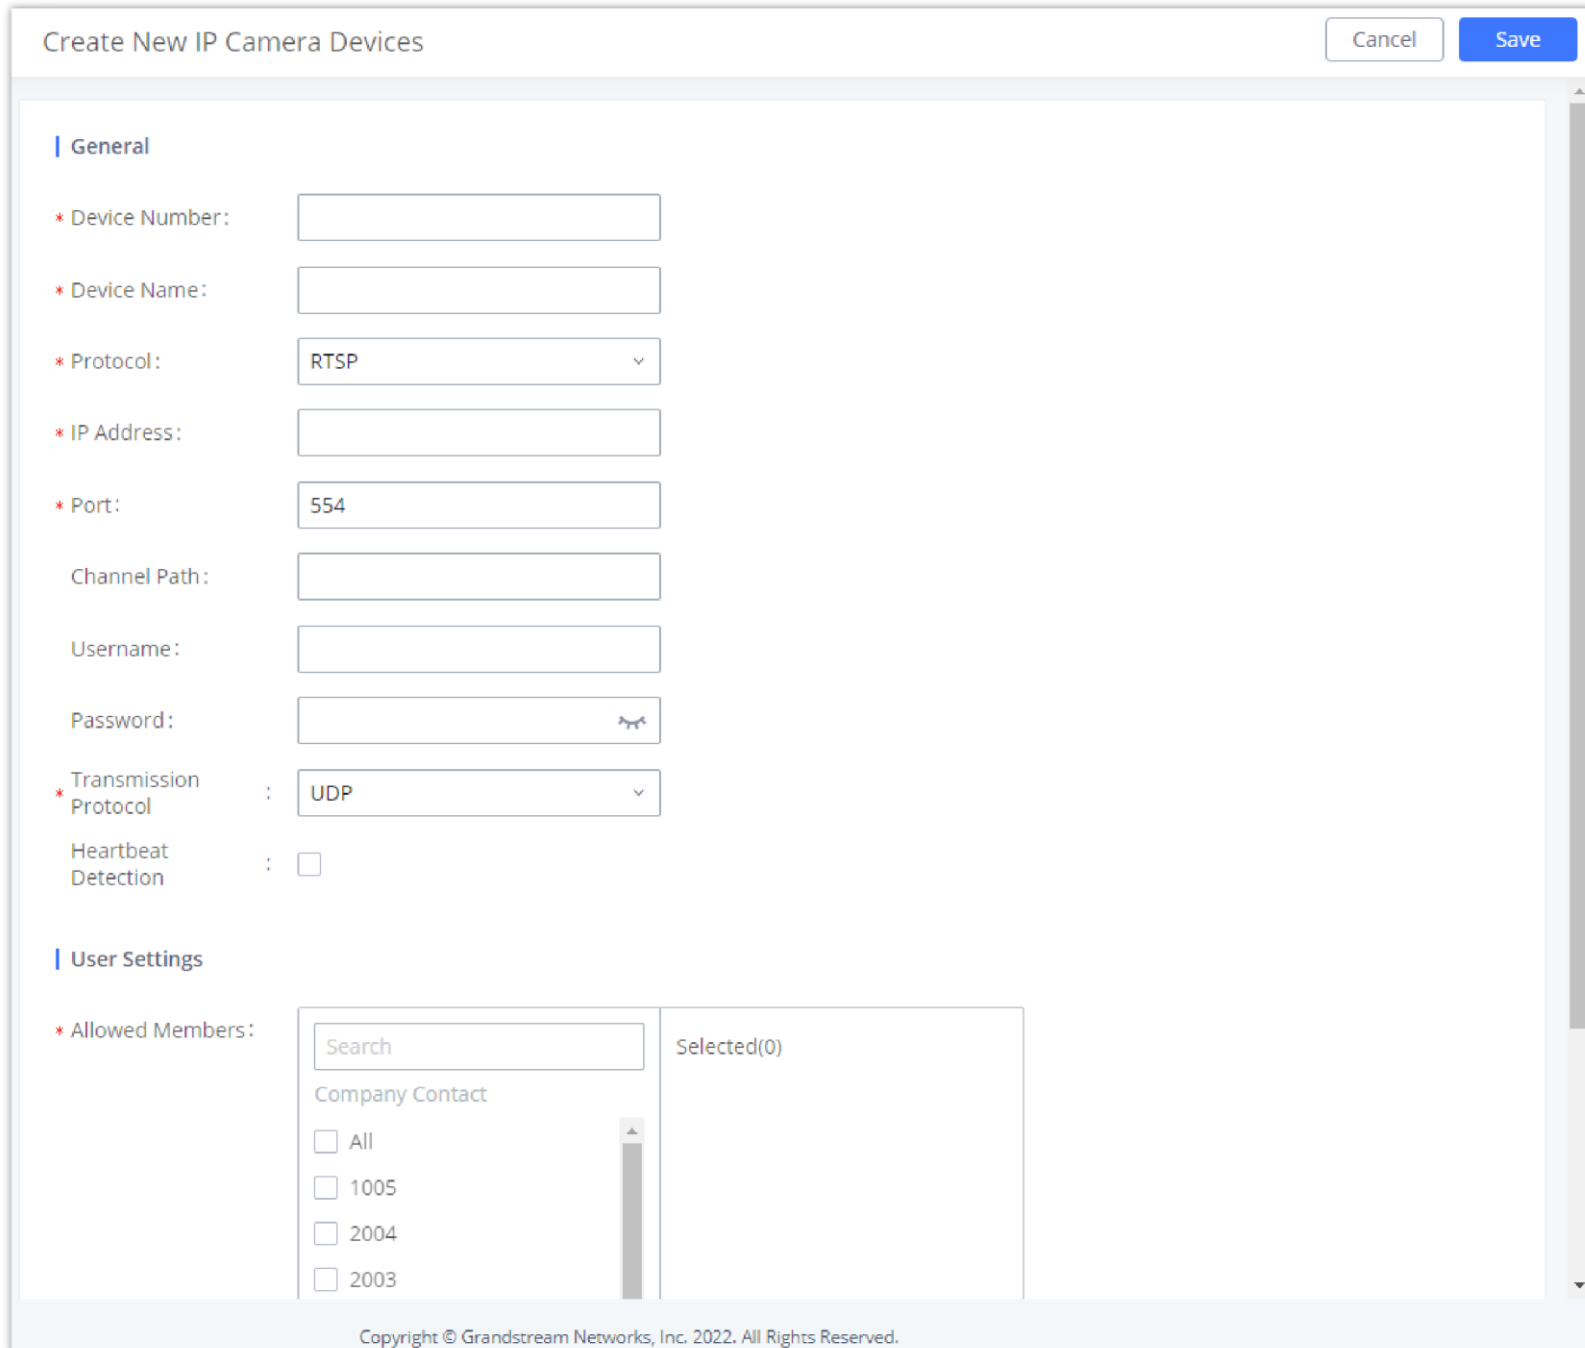 Create New IP Camera Devices
Cancel
Save
General
* Device Number:
* Device Name:
* Protocol:
RTSP
* IP Address:
* Port:
554
Channel Path:
Username:
Password:
* Transmission
Protocol :
UDP
Heartbeat
Detection :
User Settings
* Allowed Members:
Search
Selected(0)
Company Contact
All
1005
2004
2003
Copyright © Grandstream Networks, Inc. 2022. All Rights Reserved.